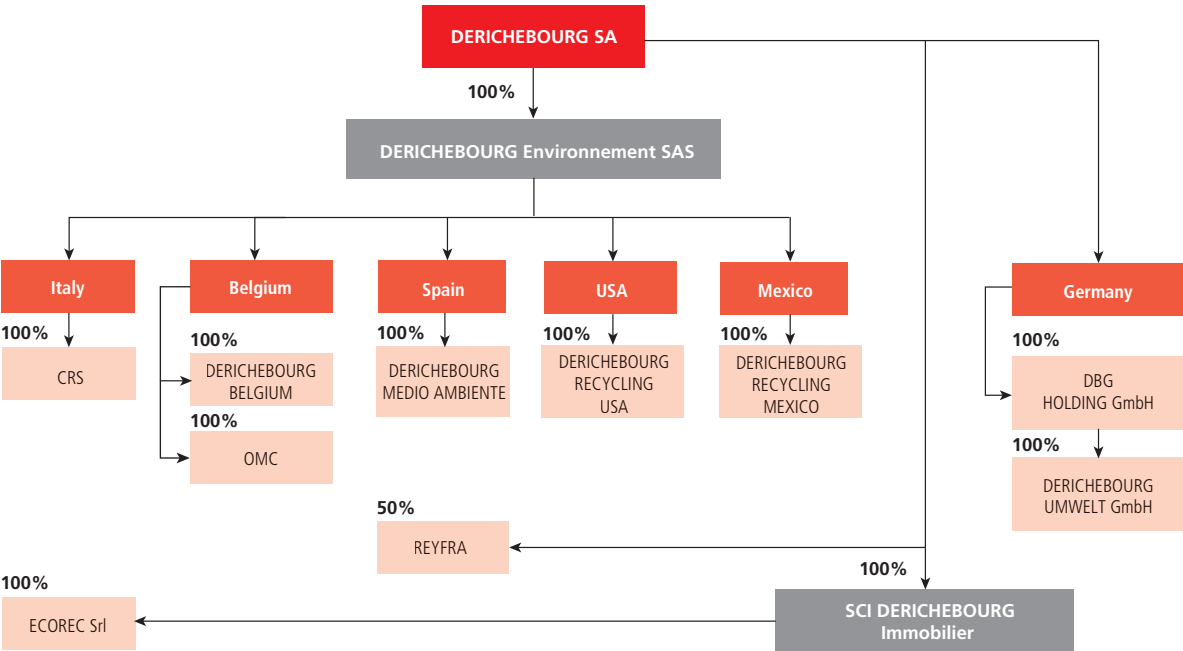 DERICHEBOURG SA
100%
DERICHEBOURG Environnement SAS
Italy
Belgium
Spain
USA
Mexico
Germany
100%
CRS
100%
DERICHEBOURG
BELGIUM
100%
OMC
100%
DERICHEBOURG
MEDIO AMBIENTE
100%
DERICHEBOURG
RECYCLING
USA
100%
DERICHEBOURG
RECYCLING
MEXICO
100%
DBG
HOLDING GmbH
100%
DERICHEBOURG
UMWELT GmbH
50%
REYFRA
100%
SCI DERICHEBOURG
Immobilier
100%
ECOREC Srl